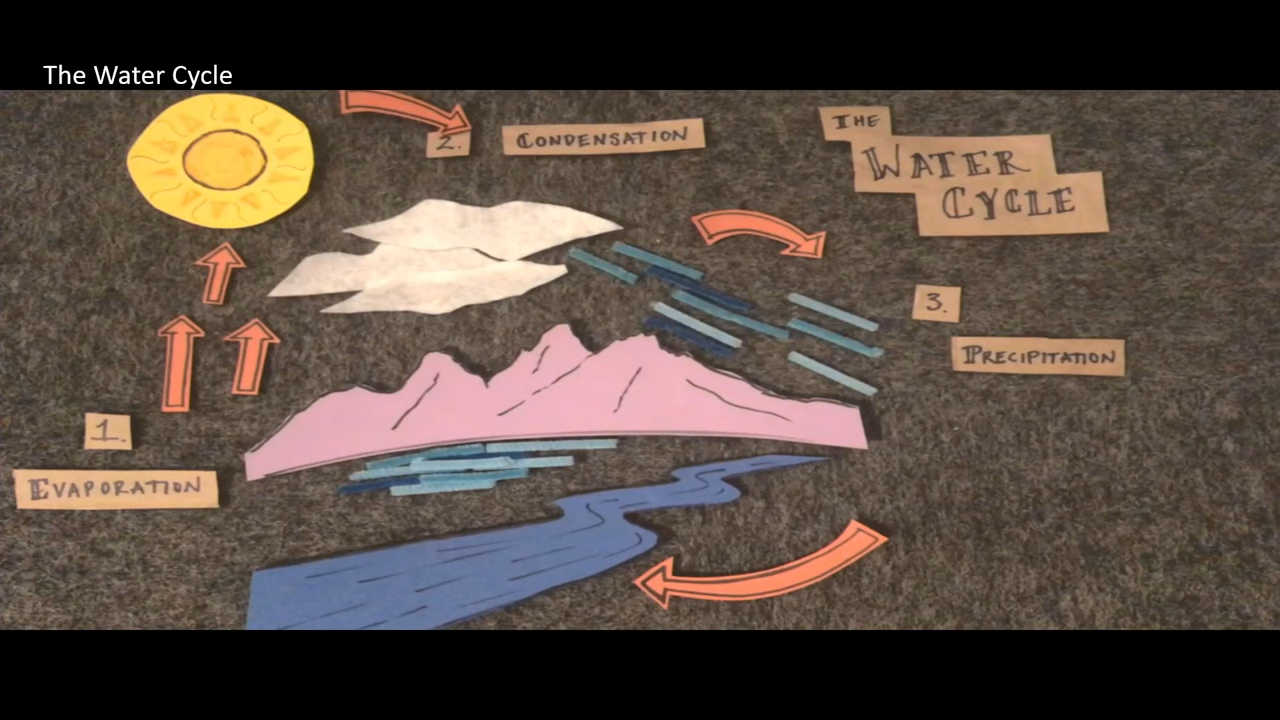 The Water Cycle
2.
CONDENSATION
THE
WATER
CYCLE
3.
PRECIPITATION
1.
EVAPORATION